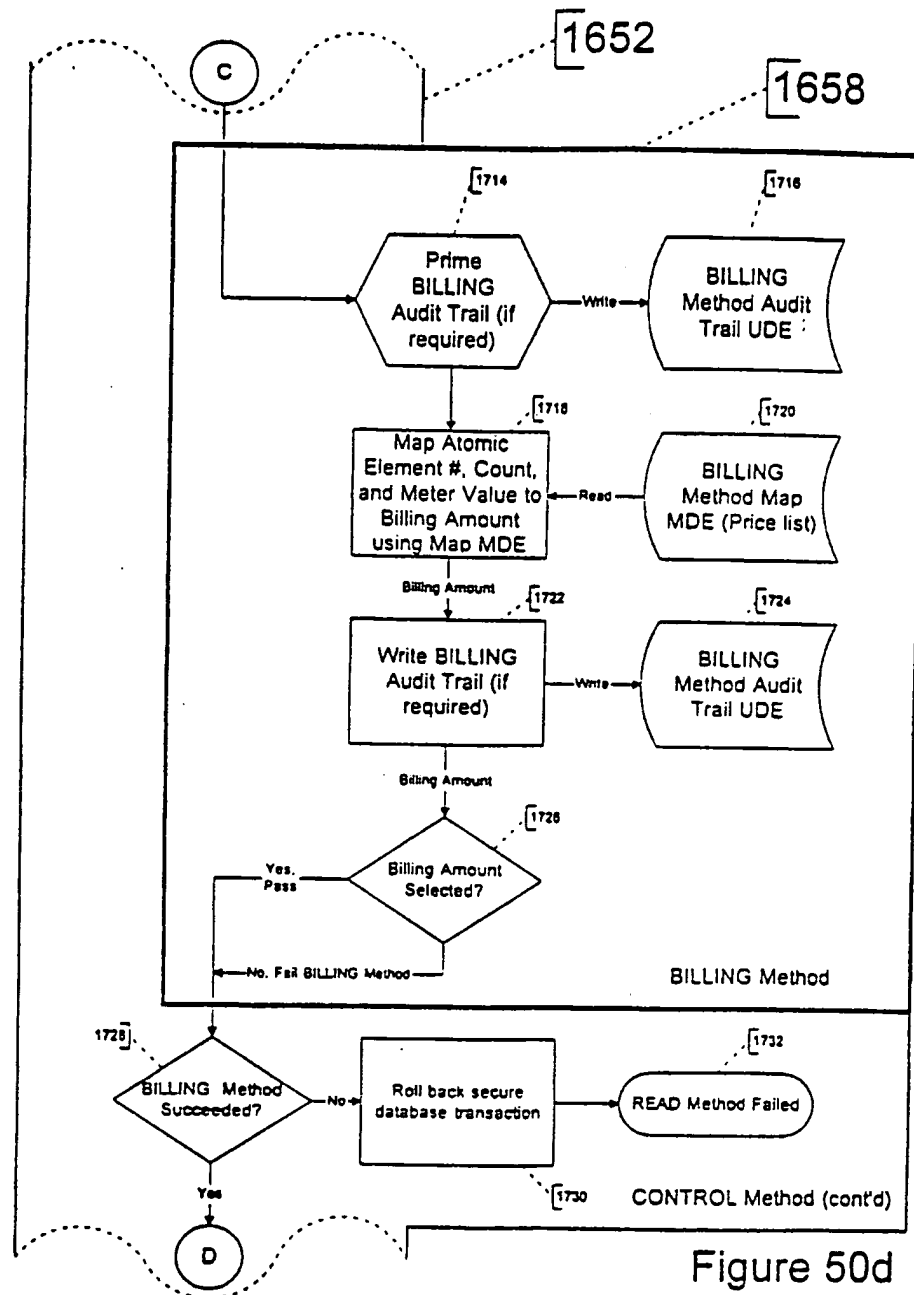 C
1652
1658
1714
1716
Prime
BILLING
Audit Trail (if
required)
Write
BILLING
Method Audit
Trail UDE
1718
1720
Map Atomic
Element #, Count,
and Meter Value to
Billing Amount
using Map MDE
Read
BILLING
Method Map
MDE (Price list)
Billing Amount
1722
1724
Write BILLING
Audit Trail (if
required)
Write
BILLING
Method Audit
Trail UDE
Billing Amount
1726
Yes,
Pass
Billing Amount
Selected?
No, Fail BILLING Method
BILLING Method
1728
1732
BILLING Method
Succeeded?
No
Roll back secure
database transaction
READ Method Failed
Yes
1730
CONTROL Method (cont'd)
D
Figure 50d